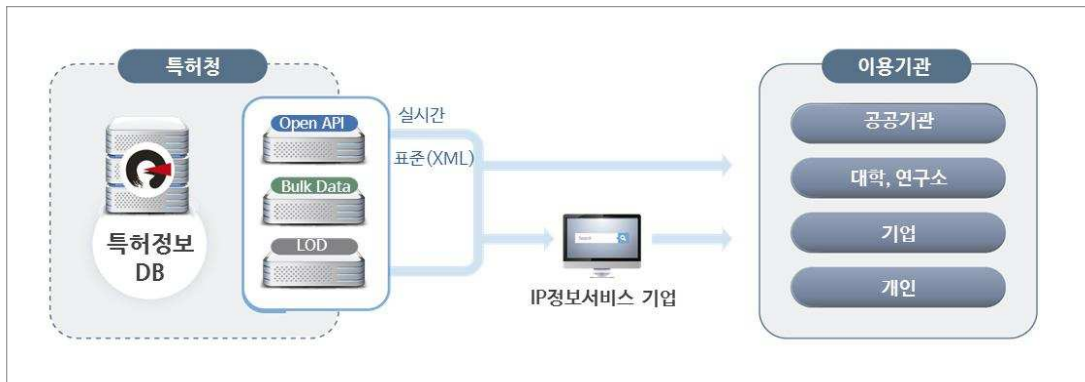 특허청
특허정보
DB
Open API
Bulk Data
LOD
실시간
표준(XML)
Search
IP정보서비스 기업
이용기관
공공기관
대학, 연구소
기업
개인